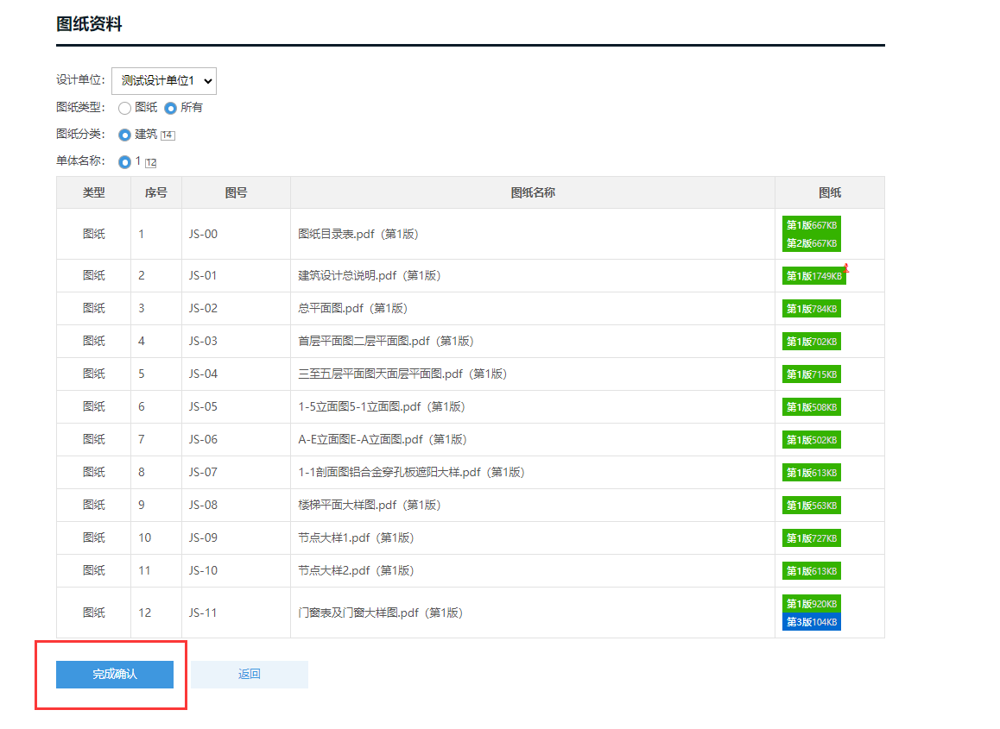 图纸资料
设计单位： 测试设计单位1
图纸类型： 图纸 所有
图纸分类： 建筑 14
单体名称： 1 12
类型 序号 图号 图纸名称 图纸
图纸 1 JS-00 图纸目录表.pdf（第1版） 第1版667KB
第2版667KB
图纸 2 JS-01 建筑设计总说明.pdf（第1版） 第1版1749KB
图纸 3 JS-02 总平面图.pdf（第1版） 第1版784KB
图纸 4 JS-03 首层平面图二层平面图.pdf（第1版） 第1版702KB
图纸 5 JS-04 三至五层平面图天面层平面图.pdf（第1版） 第1版715KB
图纸 6 JS-05 1-5立面图5-1立面图.pdf（第1版） 第1版508KB
图纸 7 JS-06 A-E立面图E-A立面图.pdf（第1版） 第1版502KB
图纸 8 JS-07 1-1剖面图铝合金穿孔板遮阳大样.pdf（第1版） 第1版613KB
图纸 9 JS-08 楼梯平面大样图.pdf（第1版） 第1版563KB
图纸 10 JS-09 节点大样1.pdf（第1版） 第1版727KB
图纸 11 JS-10 节点大样2.pdf（第1版） 第1版613KB
图纸 12 JS-11 门窗表及门窗大样图.pdf（第1版） 第1版920KB
第3版104KB
完成确认 返回